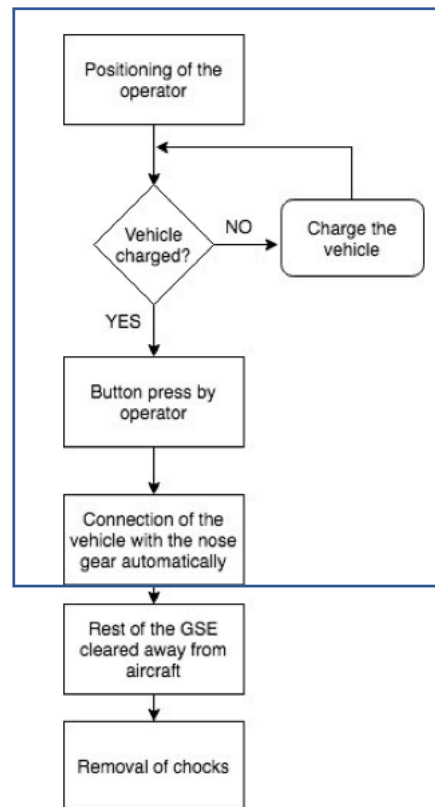 Positioning of the
operator
Vehicle
charged?
NO
Charge the
vehicle
YES
Button press by
operator
Connection of the
vehicle with the nose
gear automatically
Rest of the GSE
cleared away from
aircraft
Removal of chocks